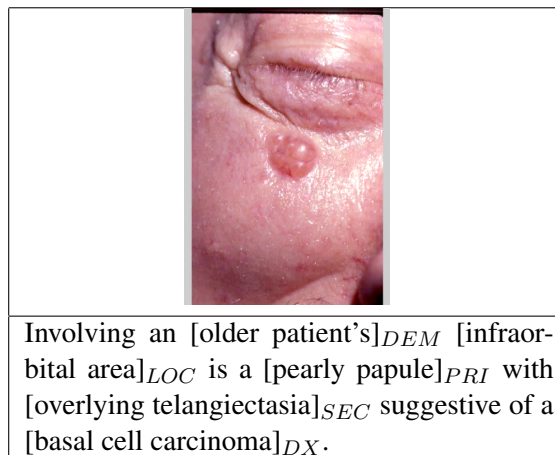 Involving an [older patient's]DEM [infraor-
bital area]LOC is a [pearly papule]PRI with
[overlying telangiectasia]SEC suggestive of a
[basal cell carcinoma]DX.